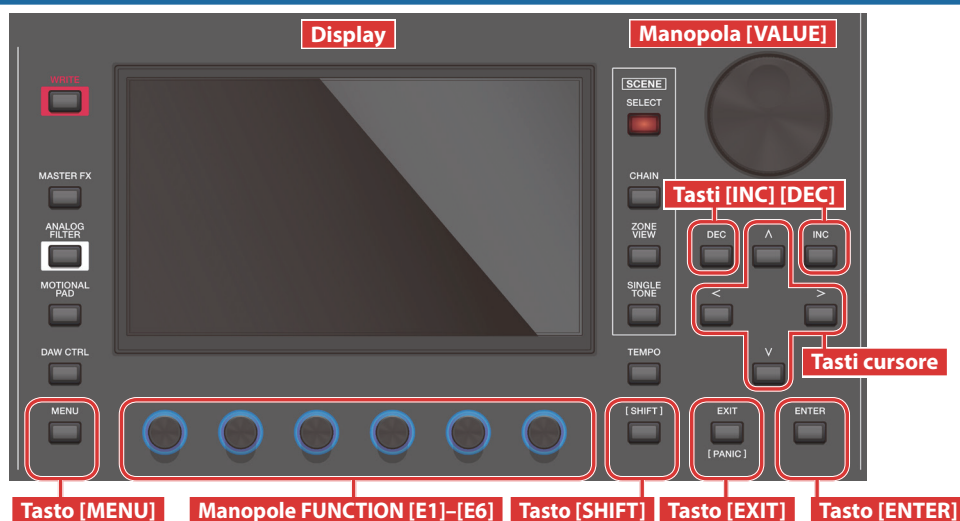 Display
Manopola [VALUE]
WRITE
SCENE
SELECT
MASTER FX
CHAIN
Tasti [INC] [DEC]
ANALOG
FILTER
ZONE
VIEW
DEC
∧
INC
MOTIONAL
PAD
SINGLE
TONE
<
>
DAW CTRL
TEMPO
∨
Tasti cursore
MENU
[ SHIFT ]
EXIT
ENTER
[ PANIC ]
Tasto [MENU]
Manopole FUNCTION [E1]–[E6]
Tasto [SHIFT]
Tasto [EXIT]
Tasto [ENTER]